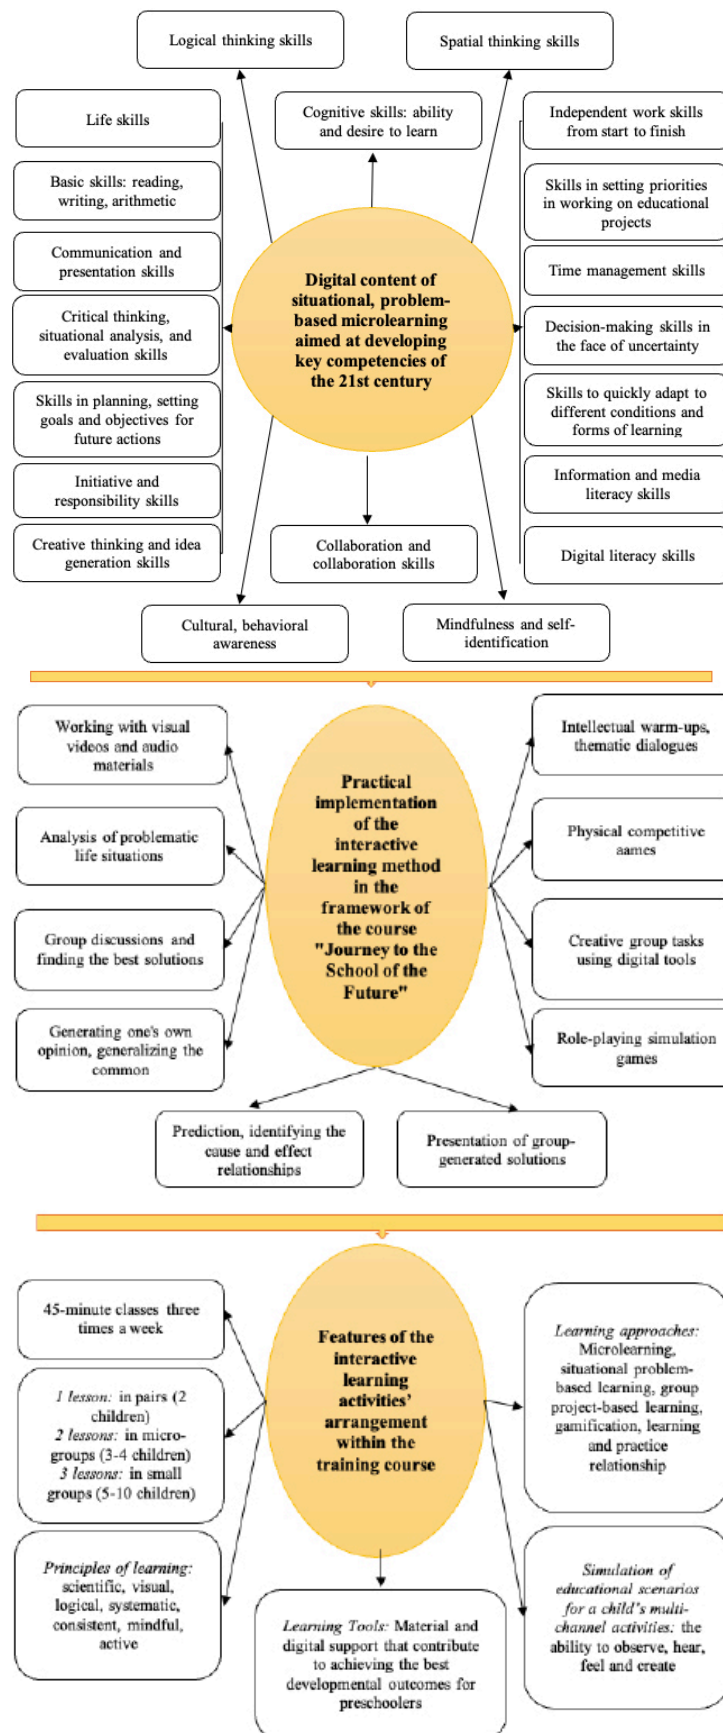 Logical thinking skills
Spatial thinking skills
Life skills
Cognitive skills: ability
and desire to learn
Independent work skills
from start to finish
Basic skills: reading,
writing, arithmetic
Skills in setting priorities
in working on educational
projects
Communication and
presentation skills
Time management skills
Digital content of
situational, problem-
based microlearning
aimed at developing
key competencies of
the 21st century
Critical thinking,
situational analysis, and
evaluation skills
Decision-making skills in
the face of uncertainty
Skills in planning, setting
goals and objectives for
future actions
Skills to quickly adapt to
different conditions and
forms of learning
Initiative and
responsibility skills
Information and media
literacy skills
Creative thinking and idea
generation skills
Collaboration and
collaboration skills
Digital literacy skills
Cultural, behavioral
awareness
Mindfulness and self-
identification
Working with visual
videos and audio
materials
Intellectual warm-ups,
thematic dialogues
Practical
implementation
of the
interactive
learning method
in the
framework of
the course
"Journey to the
School of the
Future"
Analysis of problematic
life situations
Physical competitive
aames
Group discussions and
finding the best solutions
Creative group tasks
using digital tools
Generating one's own
opinion, generalizing the
common
Role-playing simulation
games
Prediction, identifying the
cause and effect
relationships
Presentation of group-
generated solutions
45-minute classes three
times a week
Features of the
interactive
learning
activities'
arrangement
within the
training course
Learning approaches:
Microlearning,
situational problem-
based learning, group
project-based learning,
gamification, learning
and practice
relationship
1 lesson: in pairs (2
children)
2 lessons: in micro-
groups (3-4 children)
3 lessons: in small
groups (5-10 children)
Principles of learning:
scientific, visual,
logical, systematic,
consistent, mindful,
active
Simulation of
educational scenarios
for a child's multi-
channel activities: the
ability to observe, hear,
feel and create
Learning Tools: Material and
digital support that contribute
to achieving the best
developmental outcomes for
preschoolers